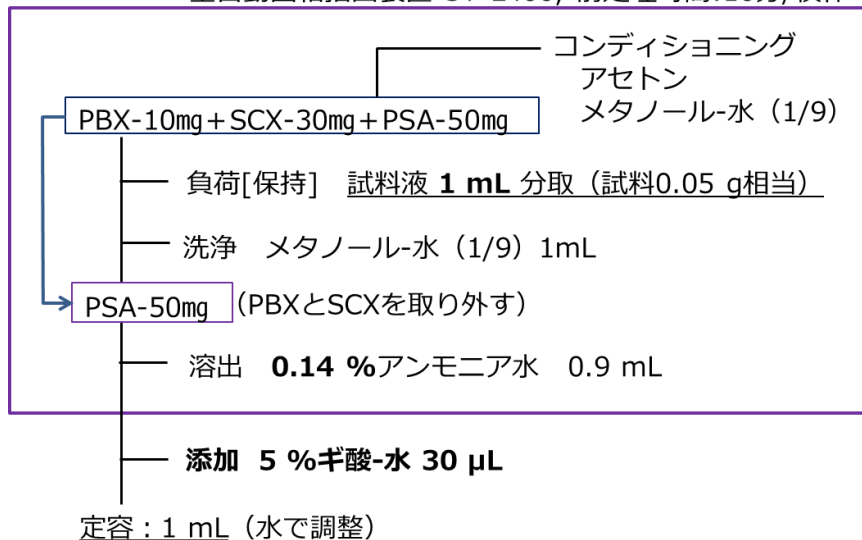 コンディショニング
アセトン
メタノール-水（1/9）
PBX-10mg＋SCX-30mg＋PSA-50mg
負荷[保持]　試料液 1 mL 分取（試料0.05 g相当）
洗浄　メタノール-水（1/9）1mL
PSA-50mg（PBXとSCXを取り外す）
溶出　0.14 %アンモニア水　0.9 mL
添加 5 %ギ酸-水 30 µL
定容：1 mL（水で調整）